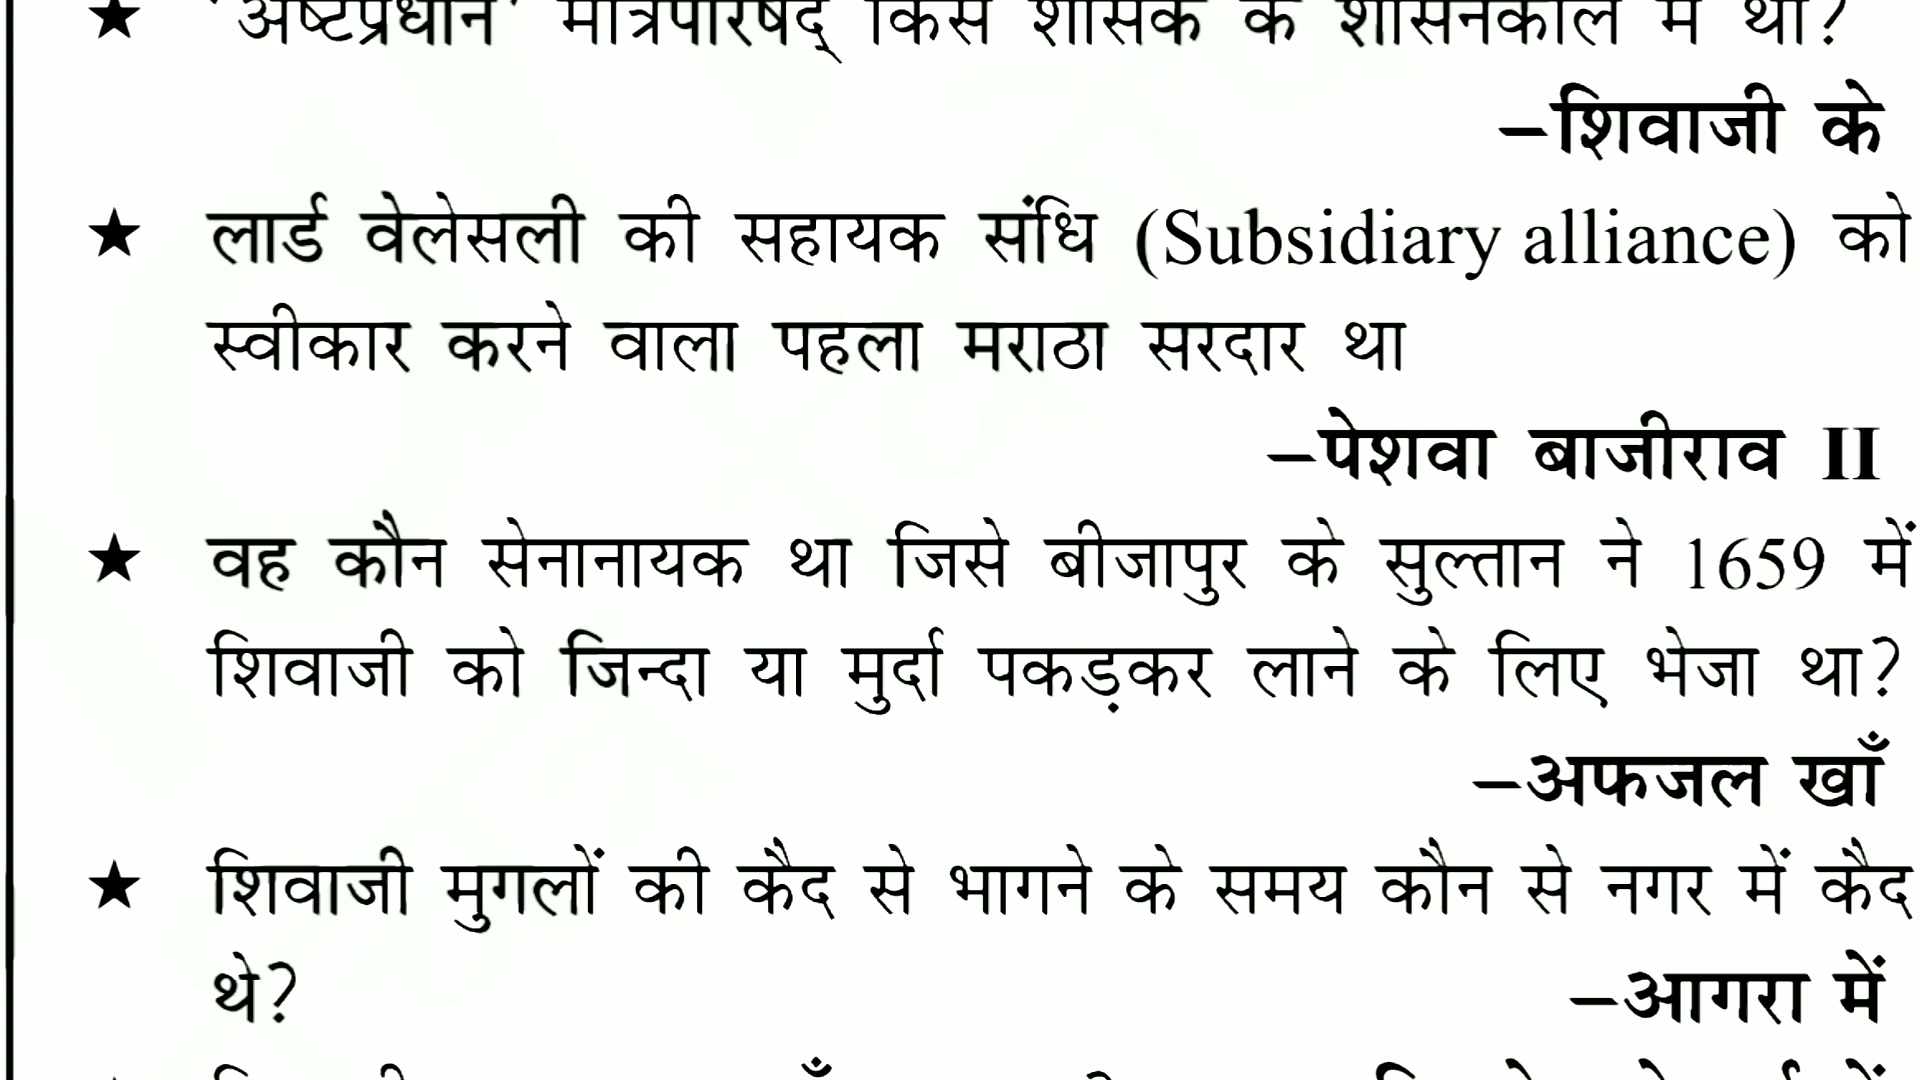 ★ 'अष्टप्रधान' मंत्रिपरिषद् किस शासक के शासनकाल में थी?
–शिवाजी के
★ लार्ड वेलेसली की सहायक संधि (Subsidiary alliance) को
स्वीकार करने वाला पहला मराठा सरदार था
–पेशवा बाजीराव II
★ वह कौन सेनानायक था जिसे बीजापुर के सुल्तान ने 1659 में
शिवाजी को जिन्दा या मुर्दा पकड़कर लाने के लिए भेजा था?
–अफजल खाँ
★ शिवाजी मुगलों की कैद से भागने के समय कौन से नगर में कैद
थे? –आगरा में